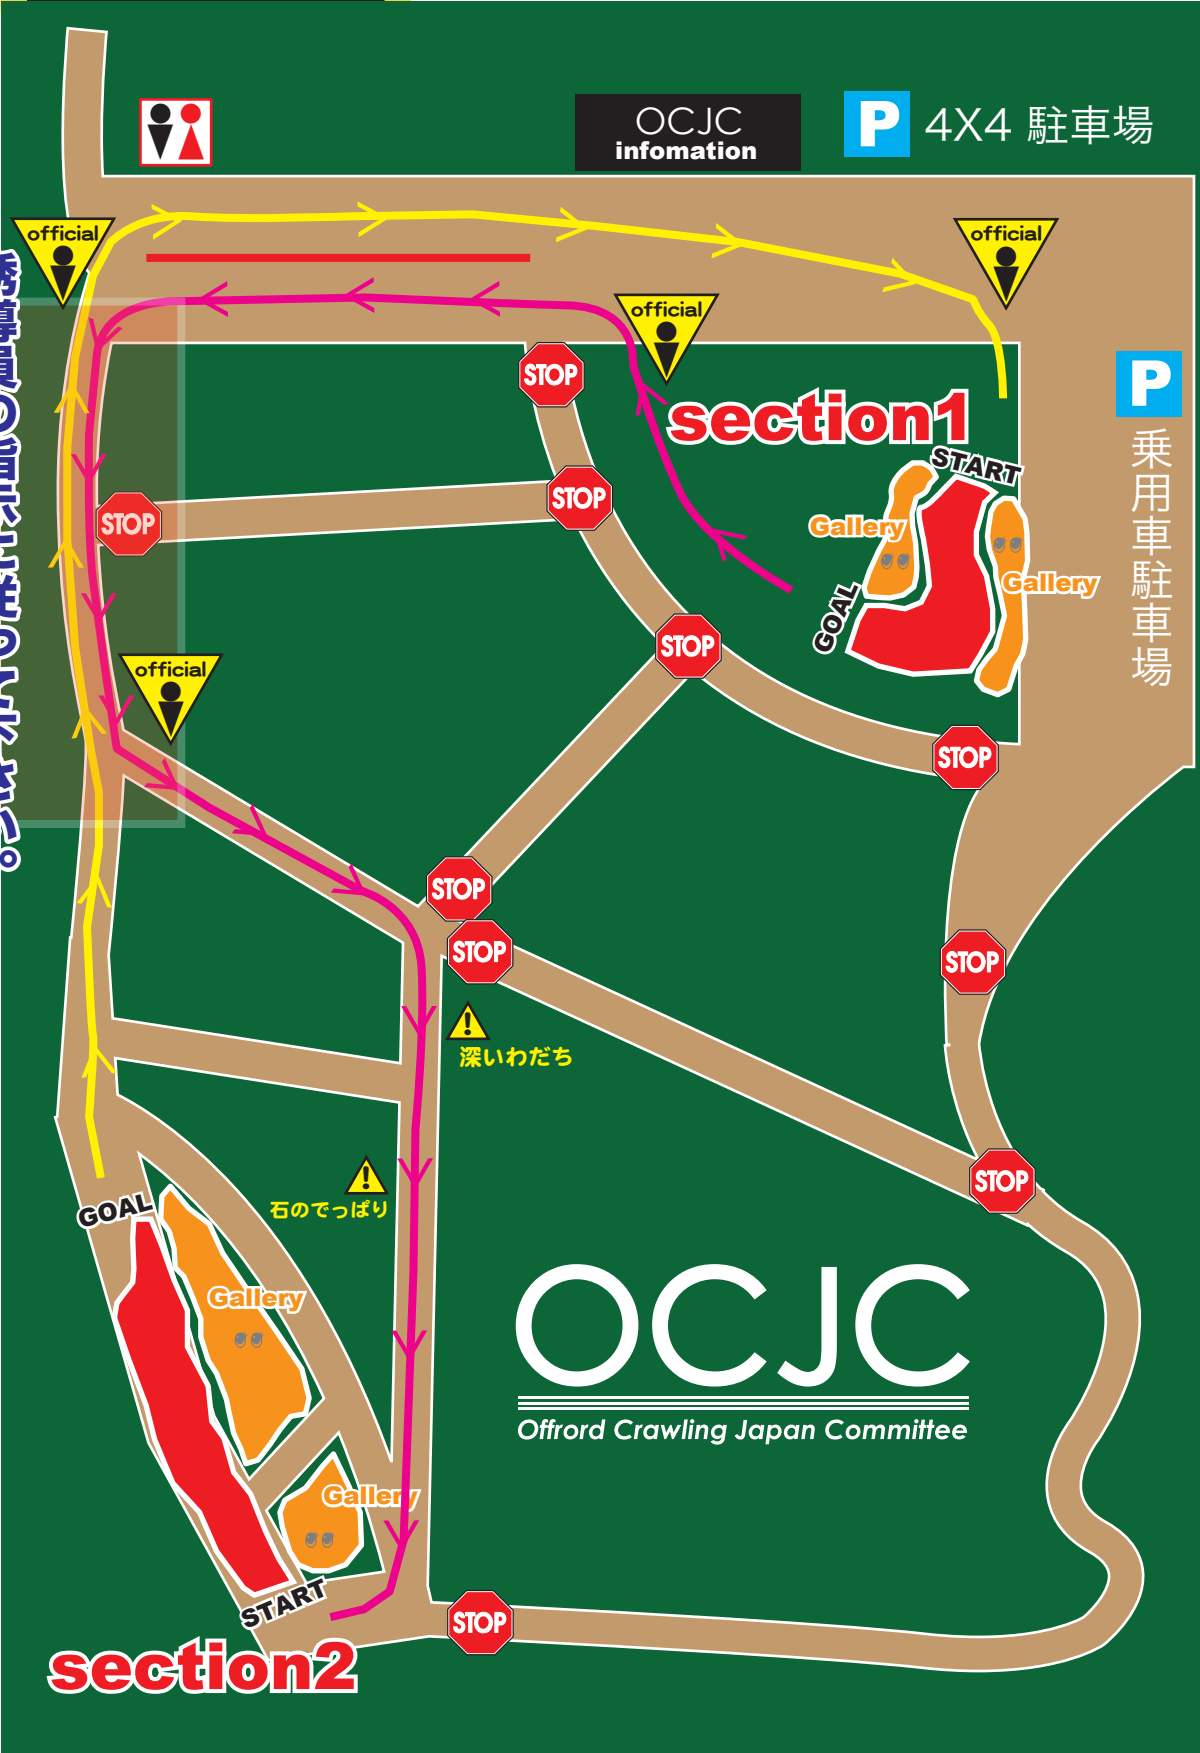 OCJC
infomation
P 4X4 駐車場
official
official
official
STOP
P
乗用車駐車場
section1
START
Gallery
STOP
STOP
Gallery
GOAL
STOP
official
STOP
STOP
STOP
STOP
深いわだち
STOP
石のでっぱり
GOAL
Gallery
OCJC
Offrord Crawling Japan Committee
Gallery
START
STOP
section2